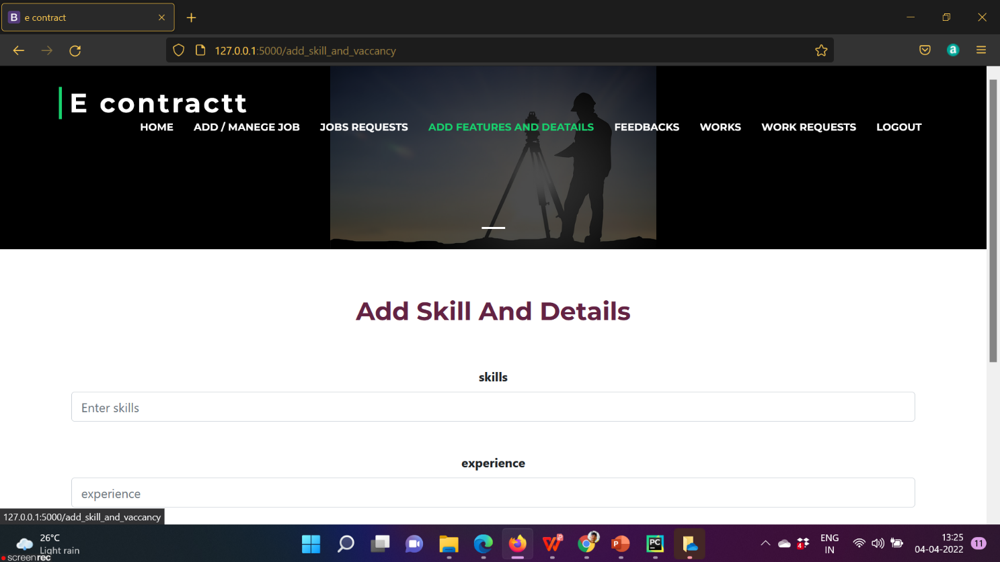 B e contract
127.0.0.1:5000/add_skill_and_vaccancy
a
E contractt
HOME ADD / MANEGE JOB JOBS REQUESTS ADD FEATURES AND DEATAILS FEEDBACKS WORKS WORK REQUESTS LOGOUT
Add Skill And Details
skills
Enter skills
experience
experience
127.0.0.1:5000/add_skill_and_vaccancy
26°C
Light rain
W
P
PC
4
ENG
IN
13:25
04-04-2022
11
screenrec